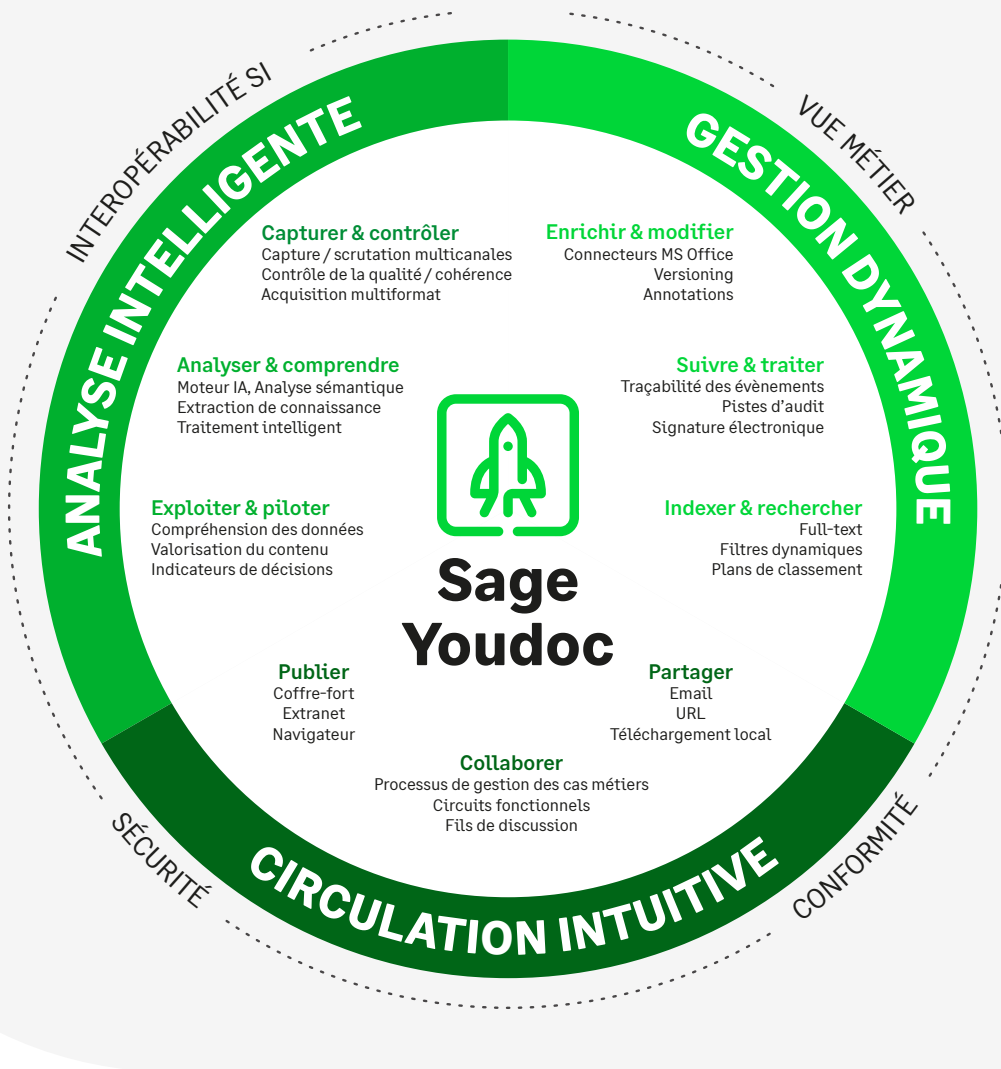 INTEROPÉRABILITÉ SI
VUE MÉTIER
ANALYSE INTELLIGENTE
GESTION DYNAMIQUE
Capturer & contrôler
Capture / scrutation multicanales
Contrôle de la qualité / cohérence
Acquisition multiformat
Enrichir & modifier
Connecteurs MS Office
Versioning
Annotations
Analyser & comprendre
Moteur IA, Analyse sémantique
Extraction de connaissance
Traitement intelligent
Suivre & traiter
Traçabilité des évènements
Pistes d’audit
Signature électronique
Exploiter & piloter
Compréhension des données
Valorisation du contenu
Indicateurs de décisions
Indexer & rechercher
Full-text
Filtres dynamiques
Plans de classement
Sage
Youdoc
Publier
Coffre-fort
Extranet
Navigateur
Partager
Email
URL
Téléchargement local
Collaborer
Processus de gestion des cas métiers
Circuits fonctionnels
Fils de discussion
CIRCULATION INTUITIVE
SÉCURITÉ
CONFORMITÉ